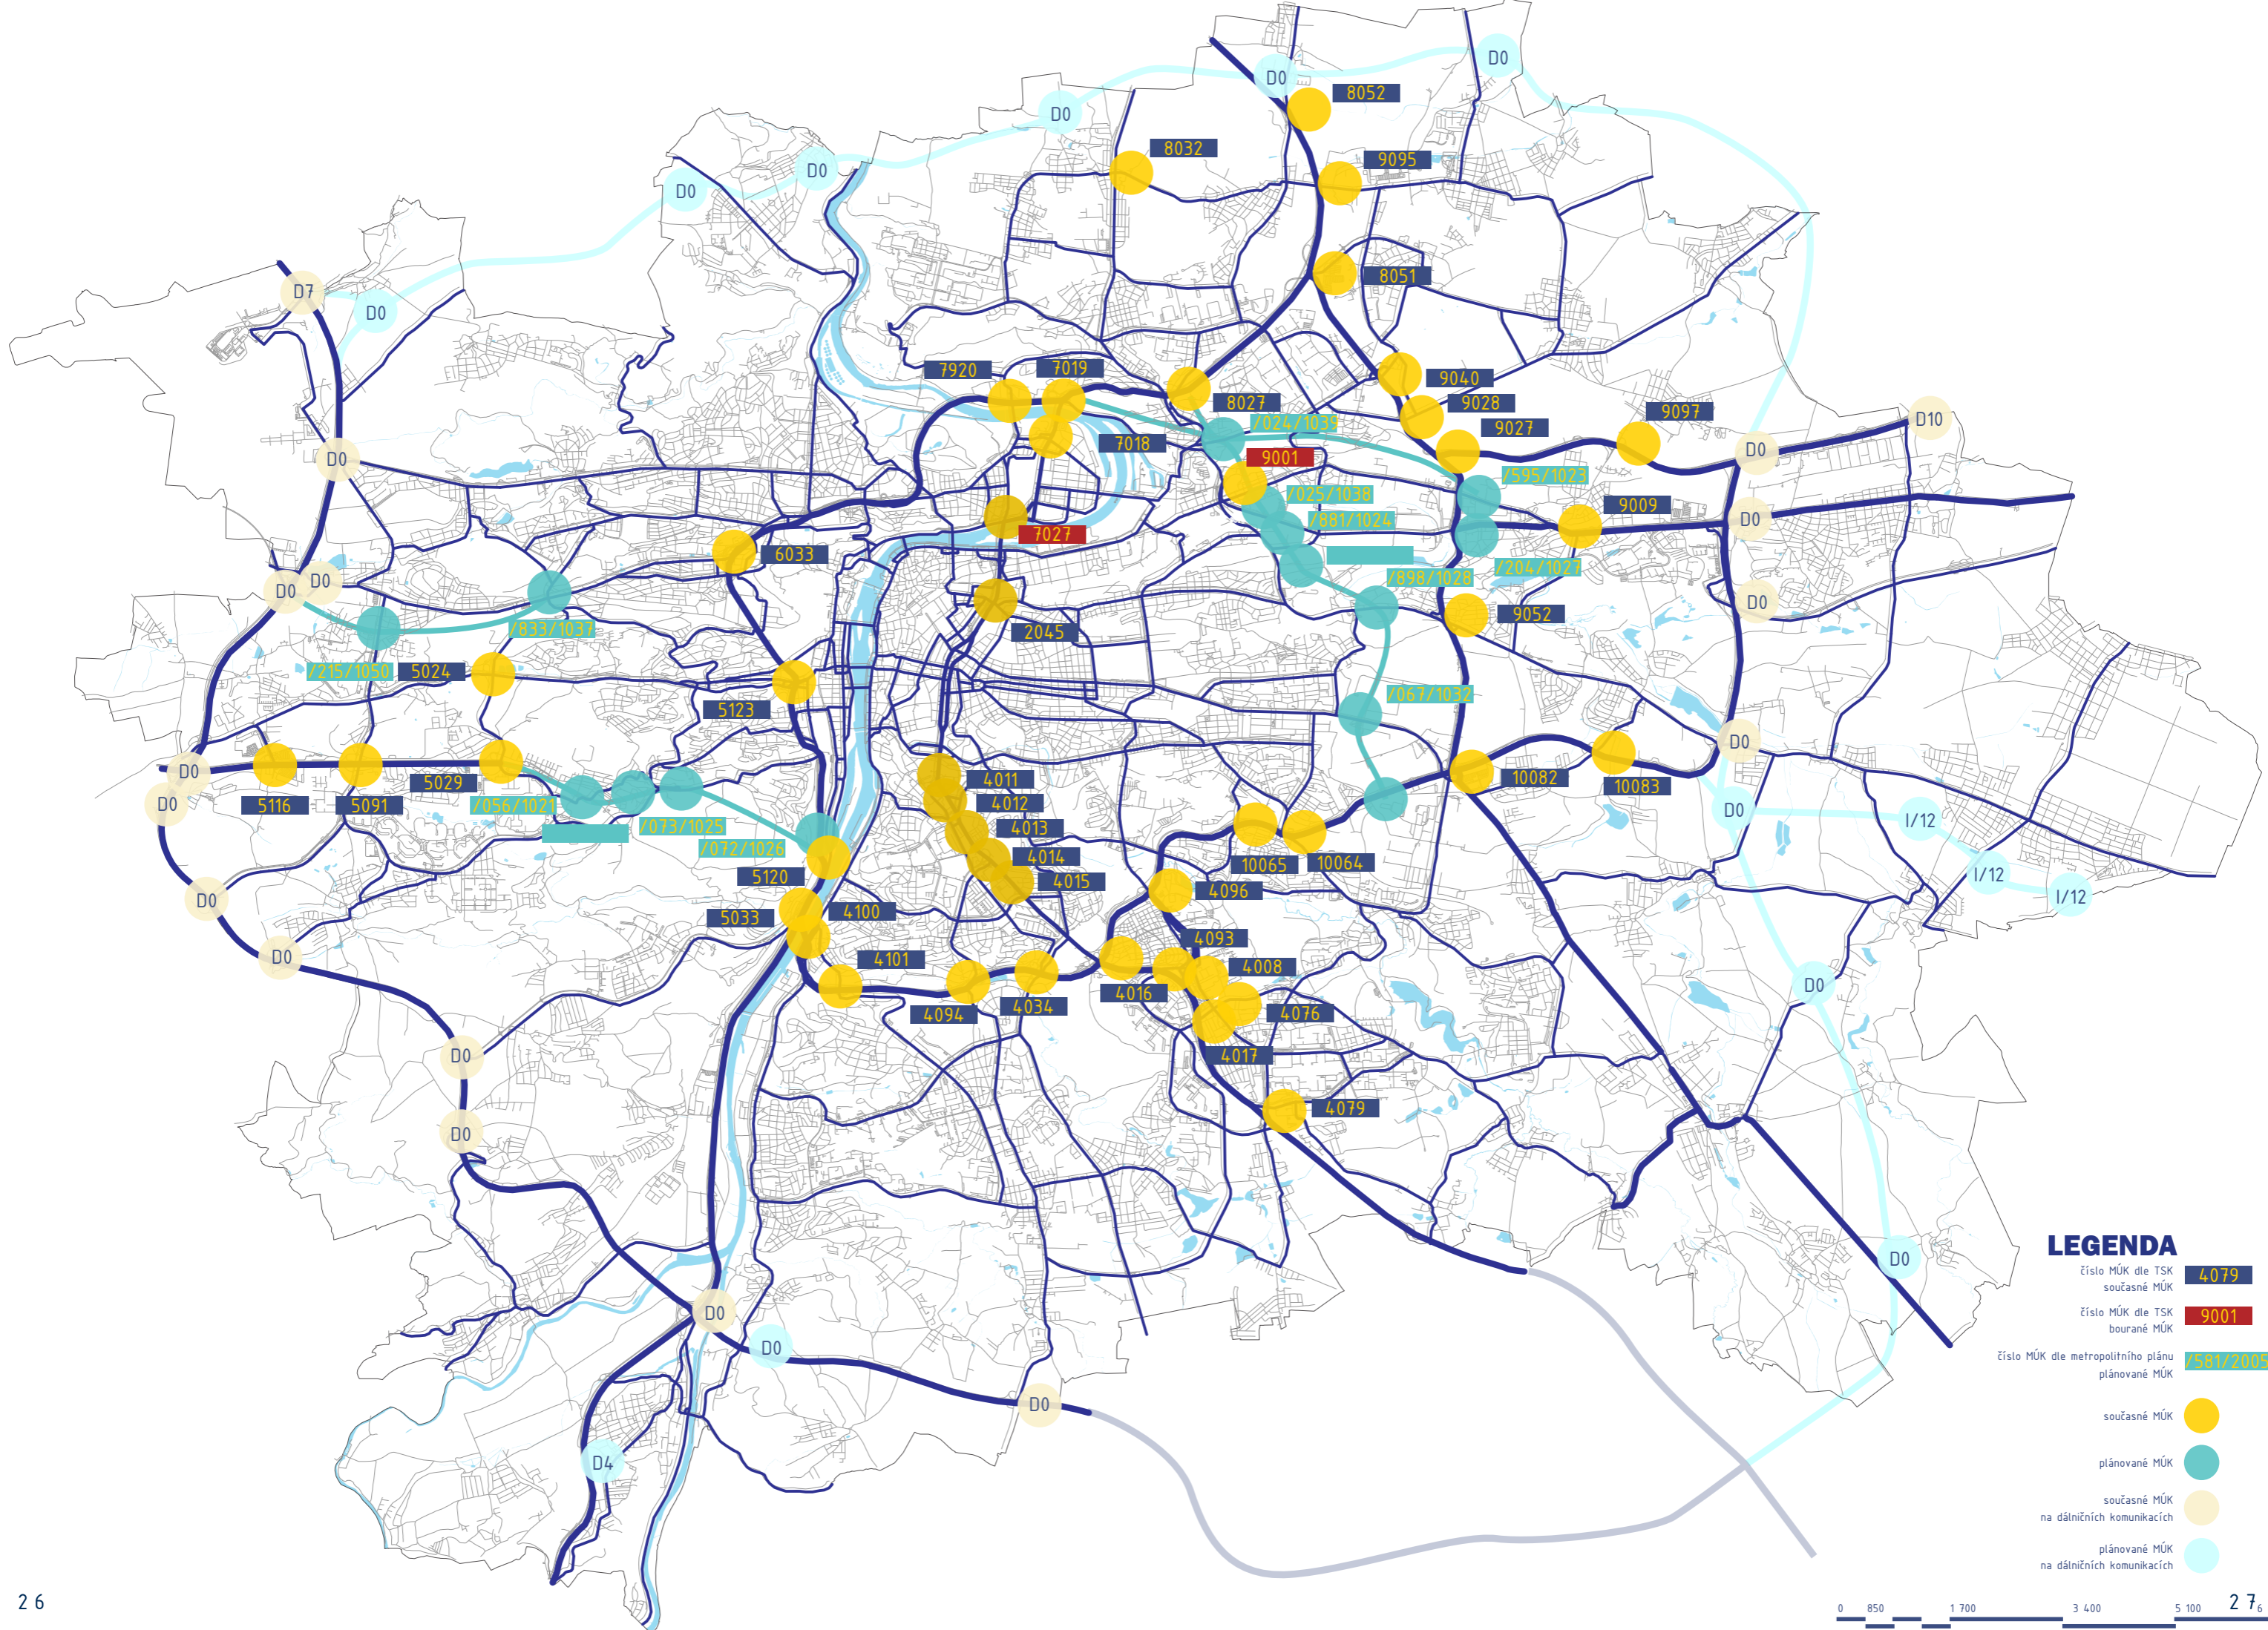 D0
D0
8052
D0
8032
9095
D0
D0
D7
D0
8051
7920
7019
9040
8027
9028
9097
D10
/024/1039
9027
7018
D0
9001
D0
/595/1023
/025/1038
9009
/881/1024
D0
7027
6033
/204/1027
D0
D0
/898/1028
D0
9052
/833/1037
2045
/215/1050
5024
/067/1032
5123
D0
D0
4011
10082
5029
10083
D0
5116
5091
/056/1021
4012
D0
I/12
/073/1025
4013
/072/1026
4014
10065
10064
5120
4015
I/12
4096
I/12
D0
5033
4100
4093
D0
4101
4008
D0
4016
4094
4034
4076
D0
4017
4079
D0
D0
D0
D0
D0
D4
LEGENDA
číslo MÚK dle TSK
současné MÚK
4079
číslo MÚK dle TSK
bourané MÚK
9001
číslo MÚK dle metropolitního plánu
plánované MÚK
/581/2005
současné MÚK
plánované MÚK
současné MÚK
na dálničních komunikacích
plánované MÚK
na dálničních komunikacích
26
0 850 1 700 3 400 5 100 6
27